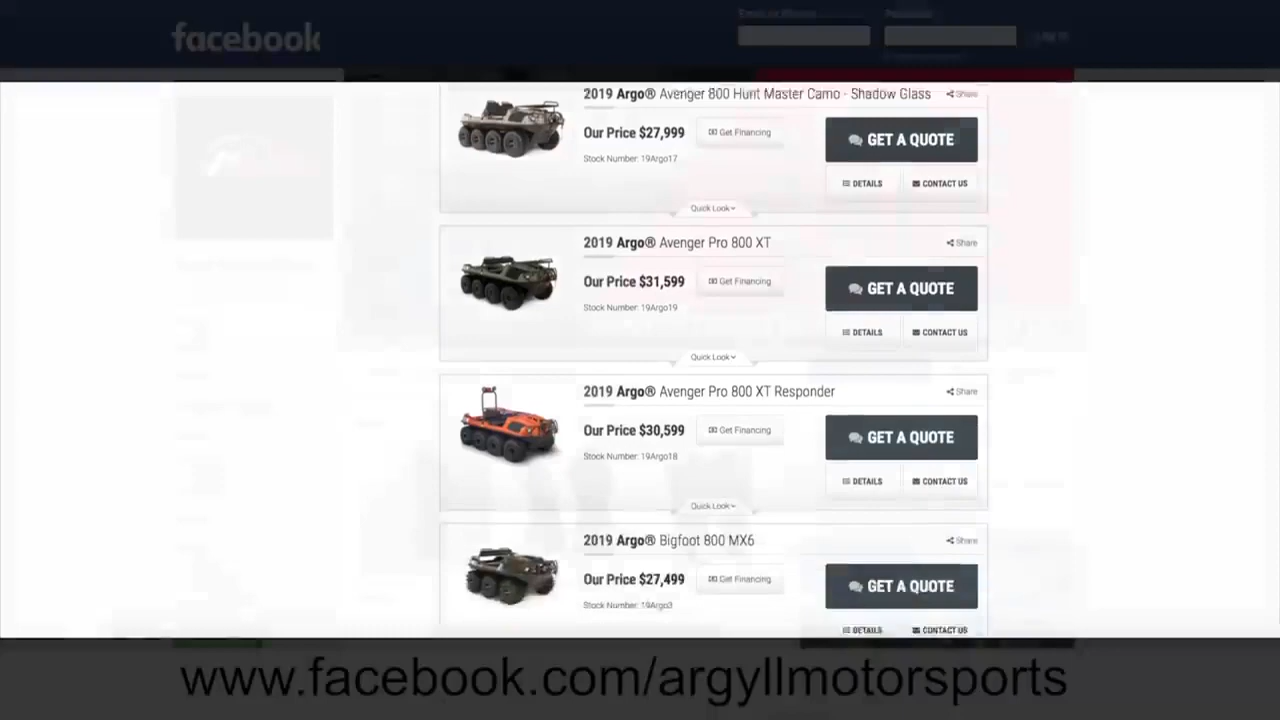 facebook
2019 Argo® Avenger 800 Hunt Master Camo - Shadow Glass
Share
Our Price $27,999
Get Financing
GET A QUOTE
Stock Number: 19Argo17
DETAILS
CONTACT US
Quick Look
2019 Argo® Avenger Pro 800 XT
Share
Our Price $31,599
Get Financing
GET A QUOTE
Stock Number: 19Argo19
DETAILS
CONTACT US
Quick Look
2019 Argo® Avenger Pro 800 XT Responder
Share
Our Price $30,599
Get Financing
GET A QUOTE
Stock Number: 19Argo18
DETAILS
CONTACT US
Quick Look
2019 Argo® Bigfoot 800 MX6
Share
Our Price $27,499
Get Financing
GET A QUOTE
Stock Number: 19Argo3
DETAILS
CONTACT US
www.facebook.com/argyllmotorsports